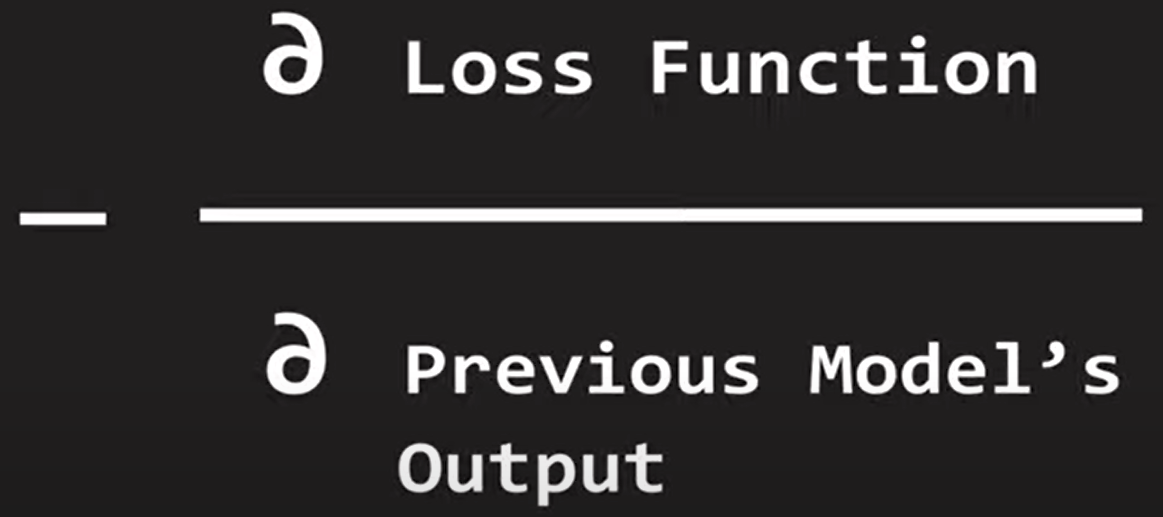 ∂ Loss Function
—
∂ Previous Model’s
Output